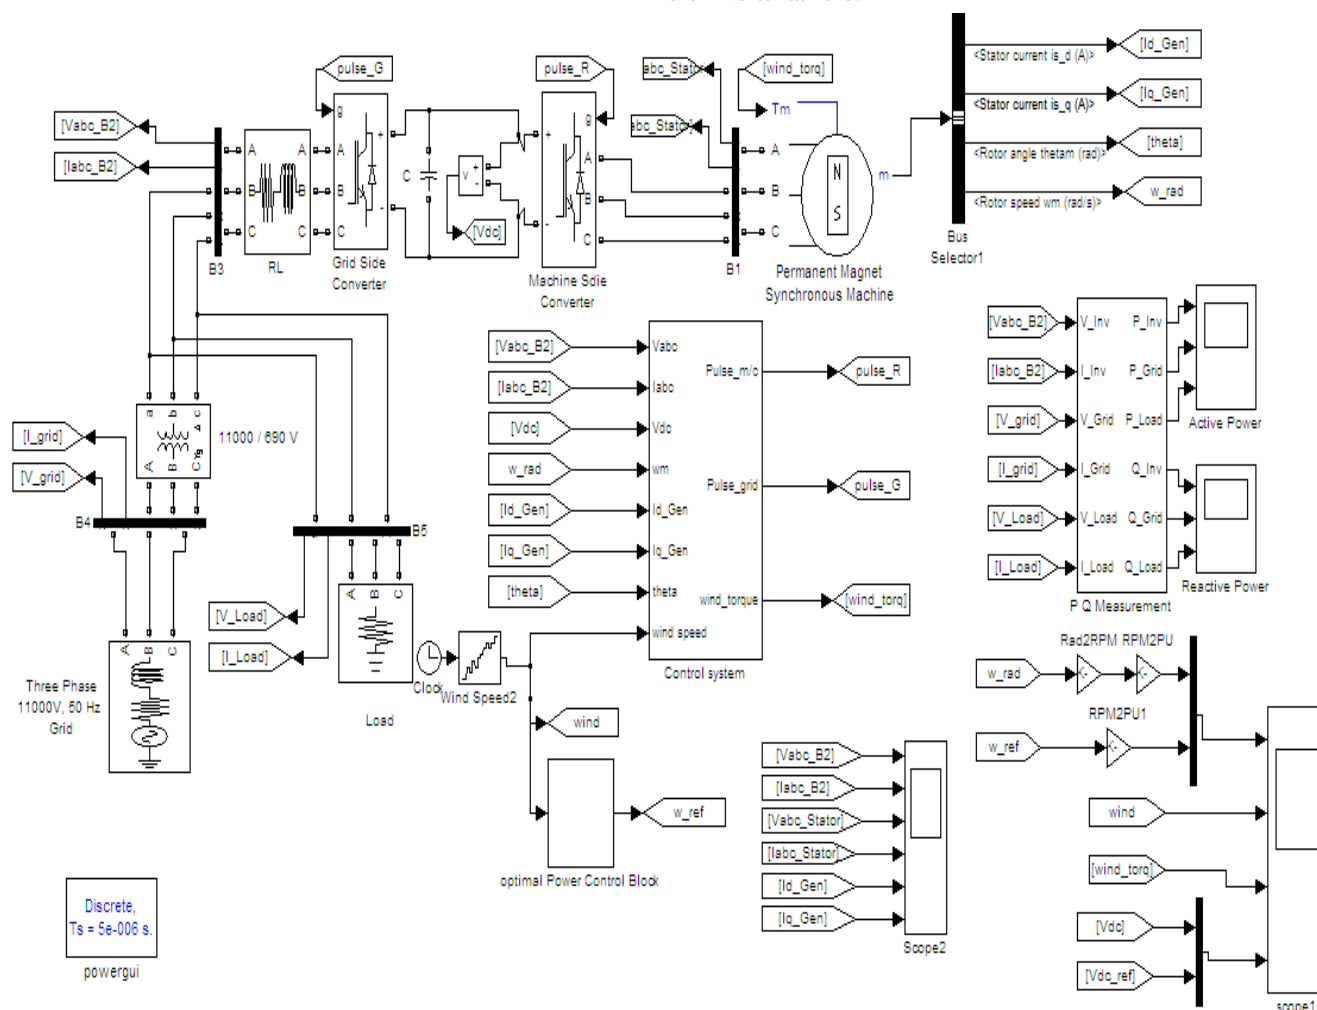 pulse_G
pulse_R
abc_Stator
[wind_torq]
<Stator current is_d (A)>
[Id_Gen]
[Vabc_B2]
g
g
Tm
<Stator current is_q (A)>
[Iq_Gen]
abc_Stator]
[Iabc_B2]
A
A
A
+
+
A
A
<Rotor angle thetam (rad)>
[theta]
B
B
B
C
v
+
-
B
B
N
S
m
<Rotor speed wm (rad/s)>
w_rad
C
C
C
-
-
C
C
[Vdc]
B3
RL
Grid Side
Converter
Machine Sdie
Converter
B1
Permanent Magnet
Synchronous Machine
Bus
Selector1
[Vabc_B2]
Vabc
[Iabc_B2]
Iabc
[Vdc]
Vdc
w_rad
wm
[Id_Gen]
Id_Gen
[Iq_Gen]
Iq_Gen
[theta]
theta
wind speed
Pulse_m/c
pulse_R
Pulse_grid
pulse_G
wind_torque
[wind_torq]
Control system
[Vabc_B2]
V_Inv
P_Inv
[Iabc_B2]
I_Inv
P_Grid
[V_grid]
V_Grid
P_Load
Active Power
[I_grid]
I_Grid
Q_Inv
[V_Load]
V_Load
Q_Grid
[I_Load]
I_Load
Q_Load
Reactive Power
P Q Measurement
a
b
c
Δ
Yg
A
B
C
11000 / 690 V
[I_grid]
[V_grid]
B4
B5
A
B
C
[V_Load]
[I_Load]
Load
A
B
C
Three Phase
11000V, 50 Hz
Grid
Clock
Wind Speed2
wind
w_ref
optimal Power Control Block
[Vabc_B2]
[Iabc_B2]
[Vabc_Stator]
[Iabc_Stator]
[Id_Gen]
[Iq_Gen]
Scope2
Rad2RPM
RPM2PU
w_rad
K-
K-
RPM2PU1
w_ref
K-
wind
[wind_torq]
[Vdc]
[Vdc_ref]
scope1
Discrete,
Ts = 5e-006 s.
powergui